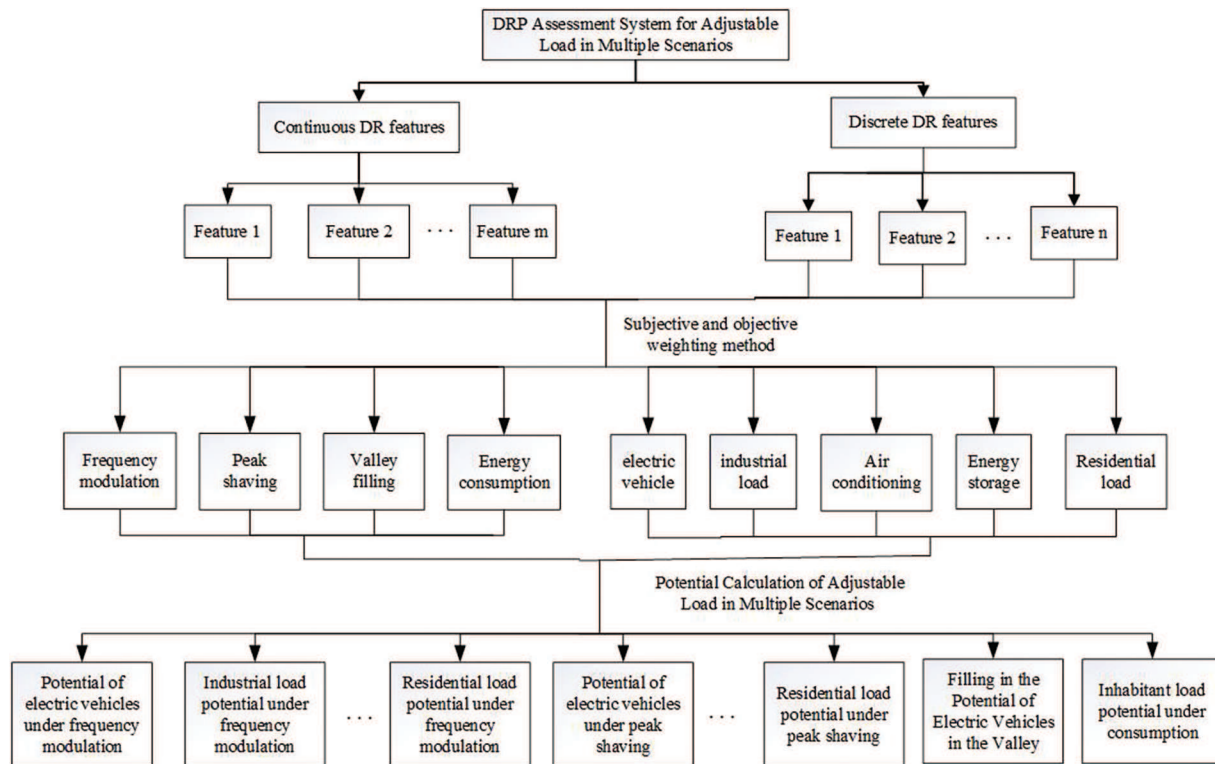 DRP Assessment System for Adjustable
Load in Multiple Scenarios
Continuous DR features
Discrete DR features
Feature 1
Feature 2
. . .
Feature m
Feature 1
Feature 2
. . .
Feature n
Subjective and objective
weighting method
Frequency
modulation
Peak
shaving
Valley
filling
Energy
consumption
electric
vehicle
industrial
load
Air
conditioning
Energy
storage
Residential
load
Potential Calculation of Adjustable
Load in Multiple Scenarios
Potential of
electric vehicles
under frequency
modulation
Industrial load
potential under
frequency
modulation
. . .
Residential load
potential under
frequency
modulation
Potential of
electric vehicles
under peak
shaving
. . .
Residential load
potential under
peak shaving
Filling in the
Potential of
Electric Vehicles
in the Valley
Inhabitant load
potential under
consumption